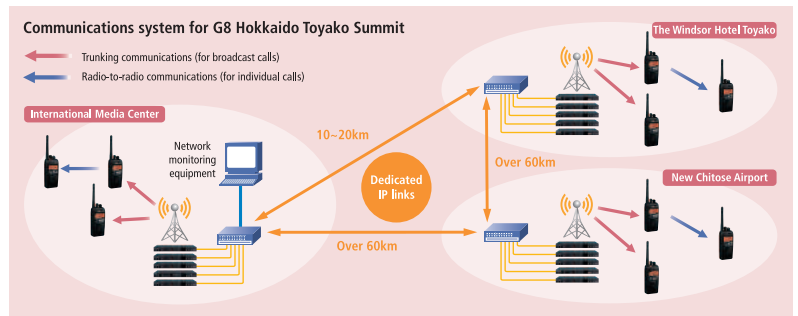 Communications system for G8 Hokkaido Toyako Summit
Trunking communications (for broadcast calls)
Radio-to-radio communications (for individual calls)
The Windsor Hotel Toyako
International Media Center
Network
monitoring
equipment
10~20km
Over 60km
Dedicated
IP links
New Chitose Airport
Over 60km